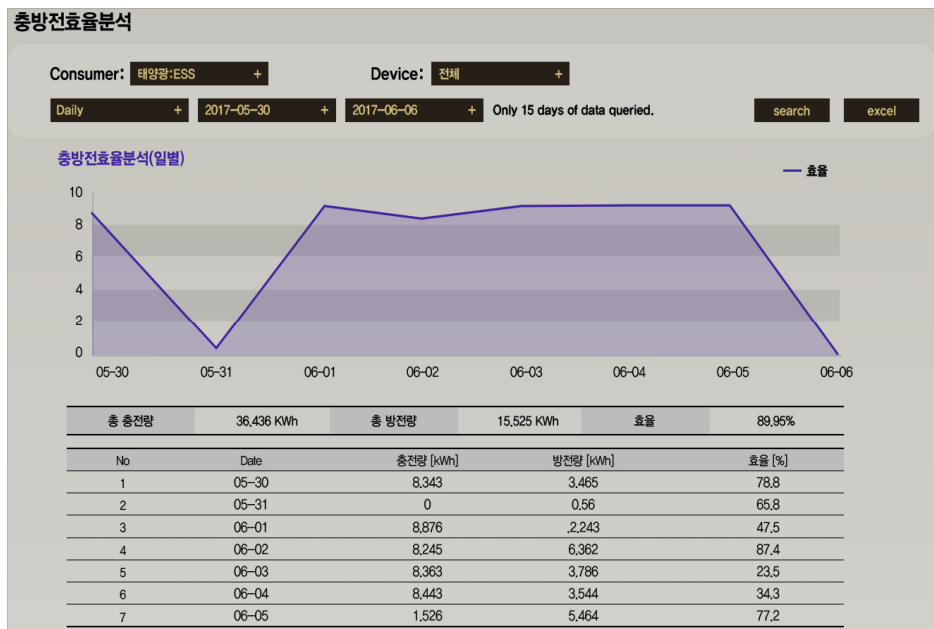 충방전효율분석
Consumer: 태양광:ESS + Device: 전체 +
Daily + 2017-05-30 + 2017-06-06 + Only 15 days of data queried. search excel
충방전효율분석(일별)
효율
10
8
6
4
2
0
05-30 05-31 06-01 06-02 06-03 06-04 06-05 06-06
총 충전량 36,436 KWh 총 방전량 15,525 KWh 효율 89.95%
No Date 충전량 [kWh] 방전량 [kWh] 효율 [%]
1 05-30 8,343 3,465 78.8
2 05-31 0 0.56 65.8
3 06-01 8,876 .2,243 47.5
4 06-02 8,245 6,362 87.4
5 06-03 8,363 3,786 23.5
6 06-04 8,443 3,544 34.3
7 06-05 1,526 5,464 77.2